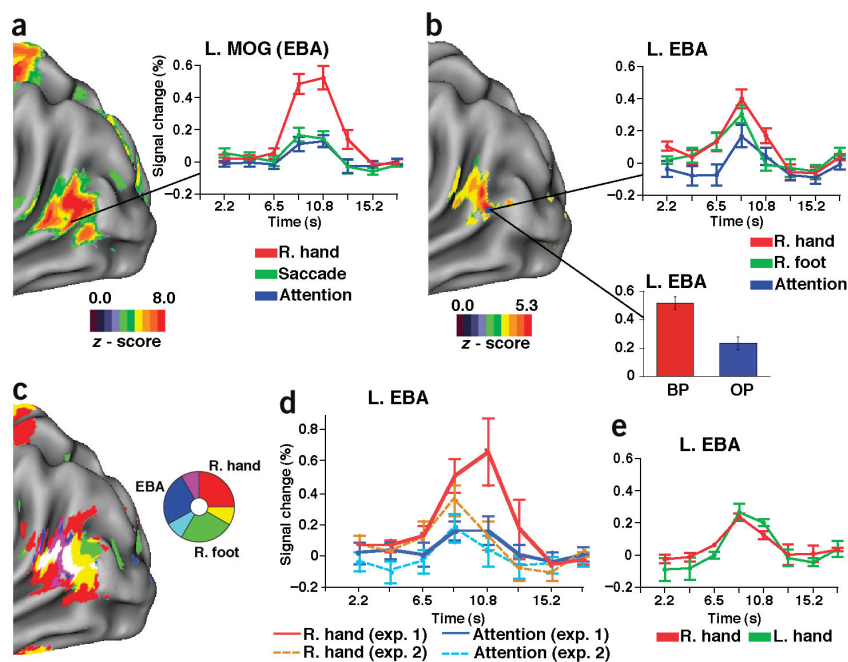 a
L. MOG (EBA)
Signal change (%)
0.6
0.4
0.2
0
−0.2
2.2 6.5 10.8 15.2
Time (s)
R. hand
Saccade
Attention
0.0 8.0
z - score
b
L. EBA
0.6
0.4
0.2
0
−0.2
2.2 6.5 10.8 15.2
Time (s)
R. hand
R. foot
Attention
0.0 5.3
z - score
L. EBA
0.6
0.4
0.2
0
BP OP
c
R. hand
EBA
R. foot
d
L. EBA
Signal change (%)
0.8
0.6
0.4
0.2
0
−0.2
2.2 6.5 10.8 15.2
Time (s)
R. hand (exp. 1) Attention (exp. 1)
R. hand (exp. 2) Attention (exp. 2)
e
L. EBA
0.6
0.4
0.2
0
−0.2
2.2 6.5 10.8 15.2
Time (s)
R. hand L. hand